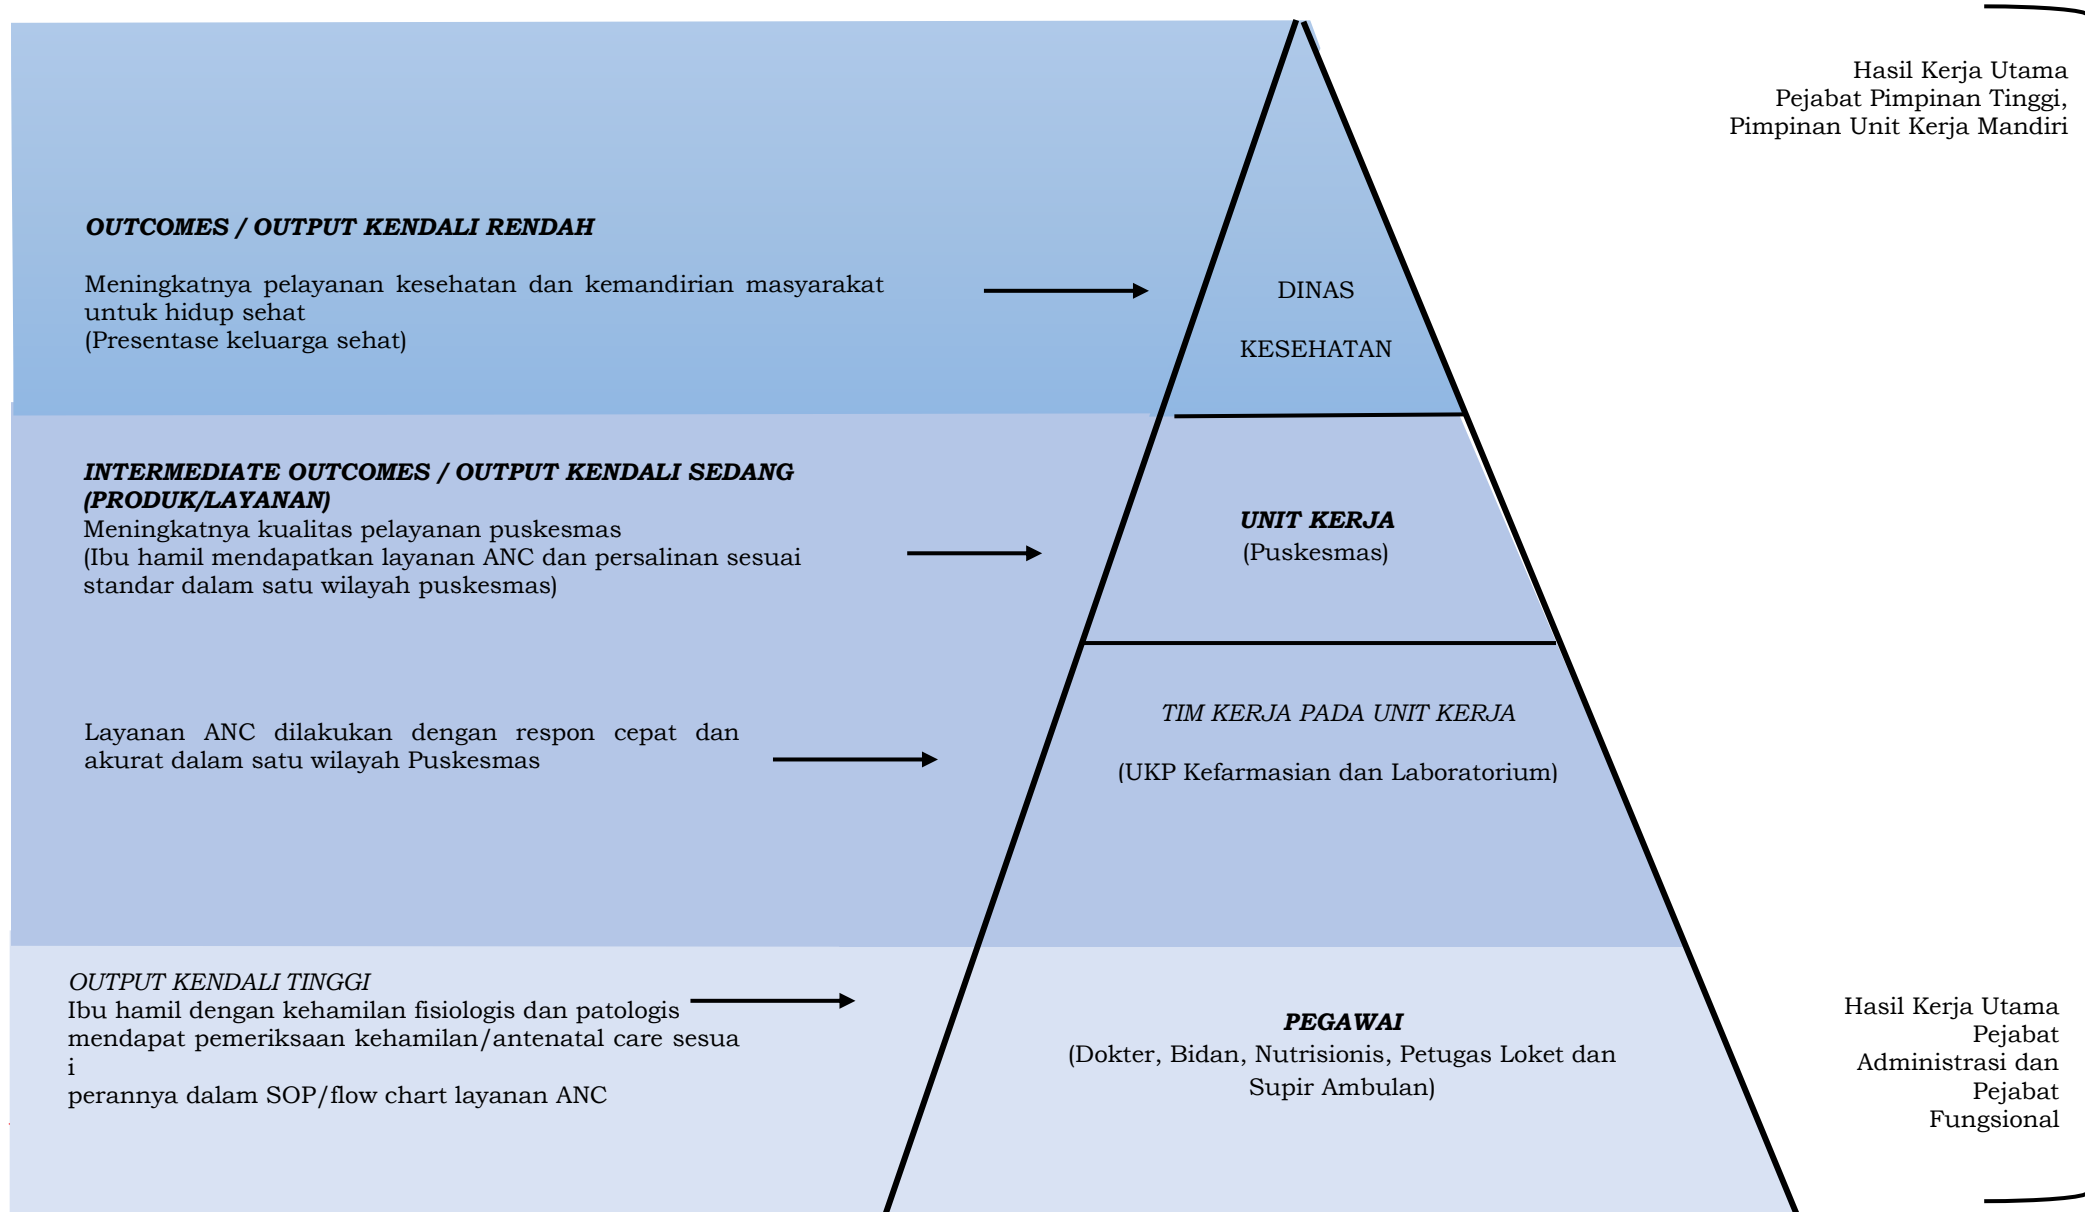 Hasil Kerja Utama
Pejabat Pimpinan Tinggi,
Pimpinan Unit Kerja Mandiri
OUTCOMES / OUTPUT KENDALI RENDAH
Meningkatnya pelayanan kesehatan dan kemandirian masyarakat
untuk hidup sehat
(Presentase keluarga sehat)
DINAS
KESEHATAN
INTERMEDIATE OUTCOMES / OUTPUT KENDALI SEDANG
(PRODUK/LAYANAN)
Meningkatnya kualitas pelayanan puskesmas
(Ibu hamil mendapatkan layanan ANC dan persalinan sesuai
standar dalam satu wilayah puskesmas)
UNIT KERJA
(Puskesmas)
Layanan ANC dilakukan dengan respon cepat dan
akurat dalam satu wilayah Puskesmas
TIM KERJA PADA UNIT KERJA
(UKP Kefarmasian dan Laboratorium)
OUTPUT KENDALI TINGGI
Ibu hamil dengan kehamilan fisiologis dan patologis
mendapat pemeriksaan kehamilan/antenatal care sesua
i
perannya dalam SOP/flow chart layanan ANC
PEGAWAI
(Dokter, Bidan, Nutrisionis, Petugas Loket dan
Supir Ambulan)
Hasil Kerja Utama
Pejabat
Administrasi dan
Pejabat
Fungsional